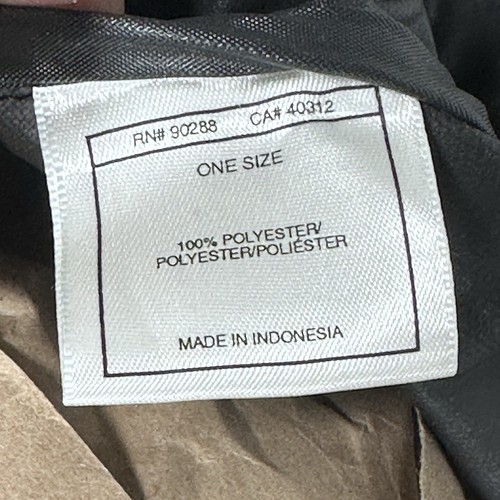 RN# 90288 CA# 40312
ONE SIZE
100% POLYESTER/
POLYESTER/POLIÉSTER
MADE IN INDONESIA